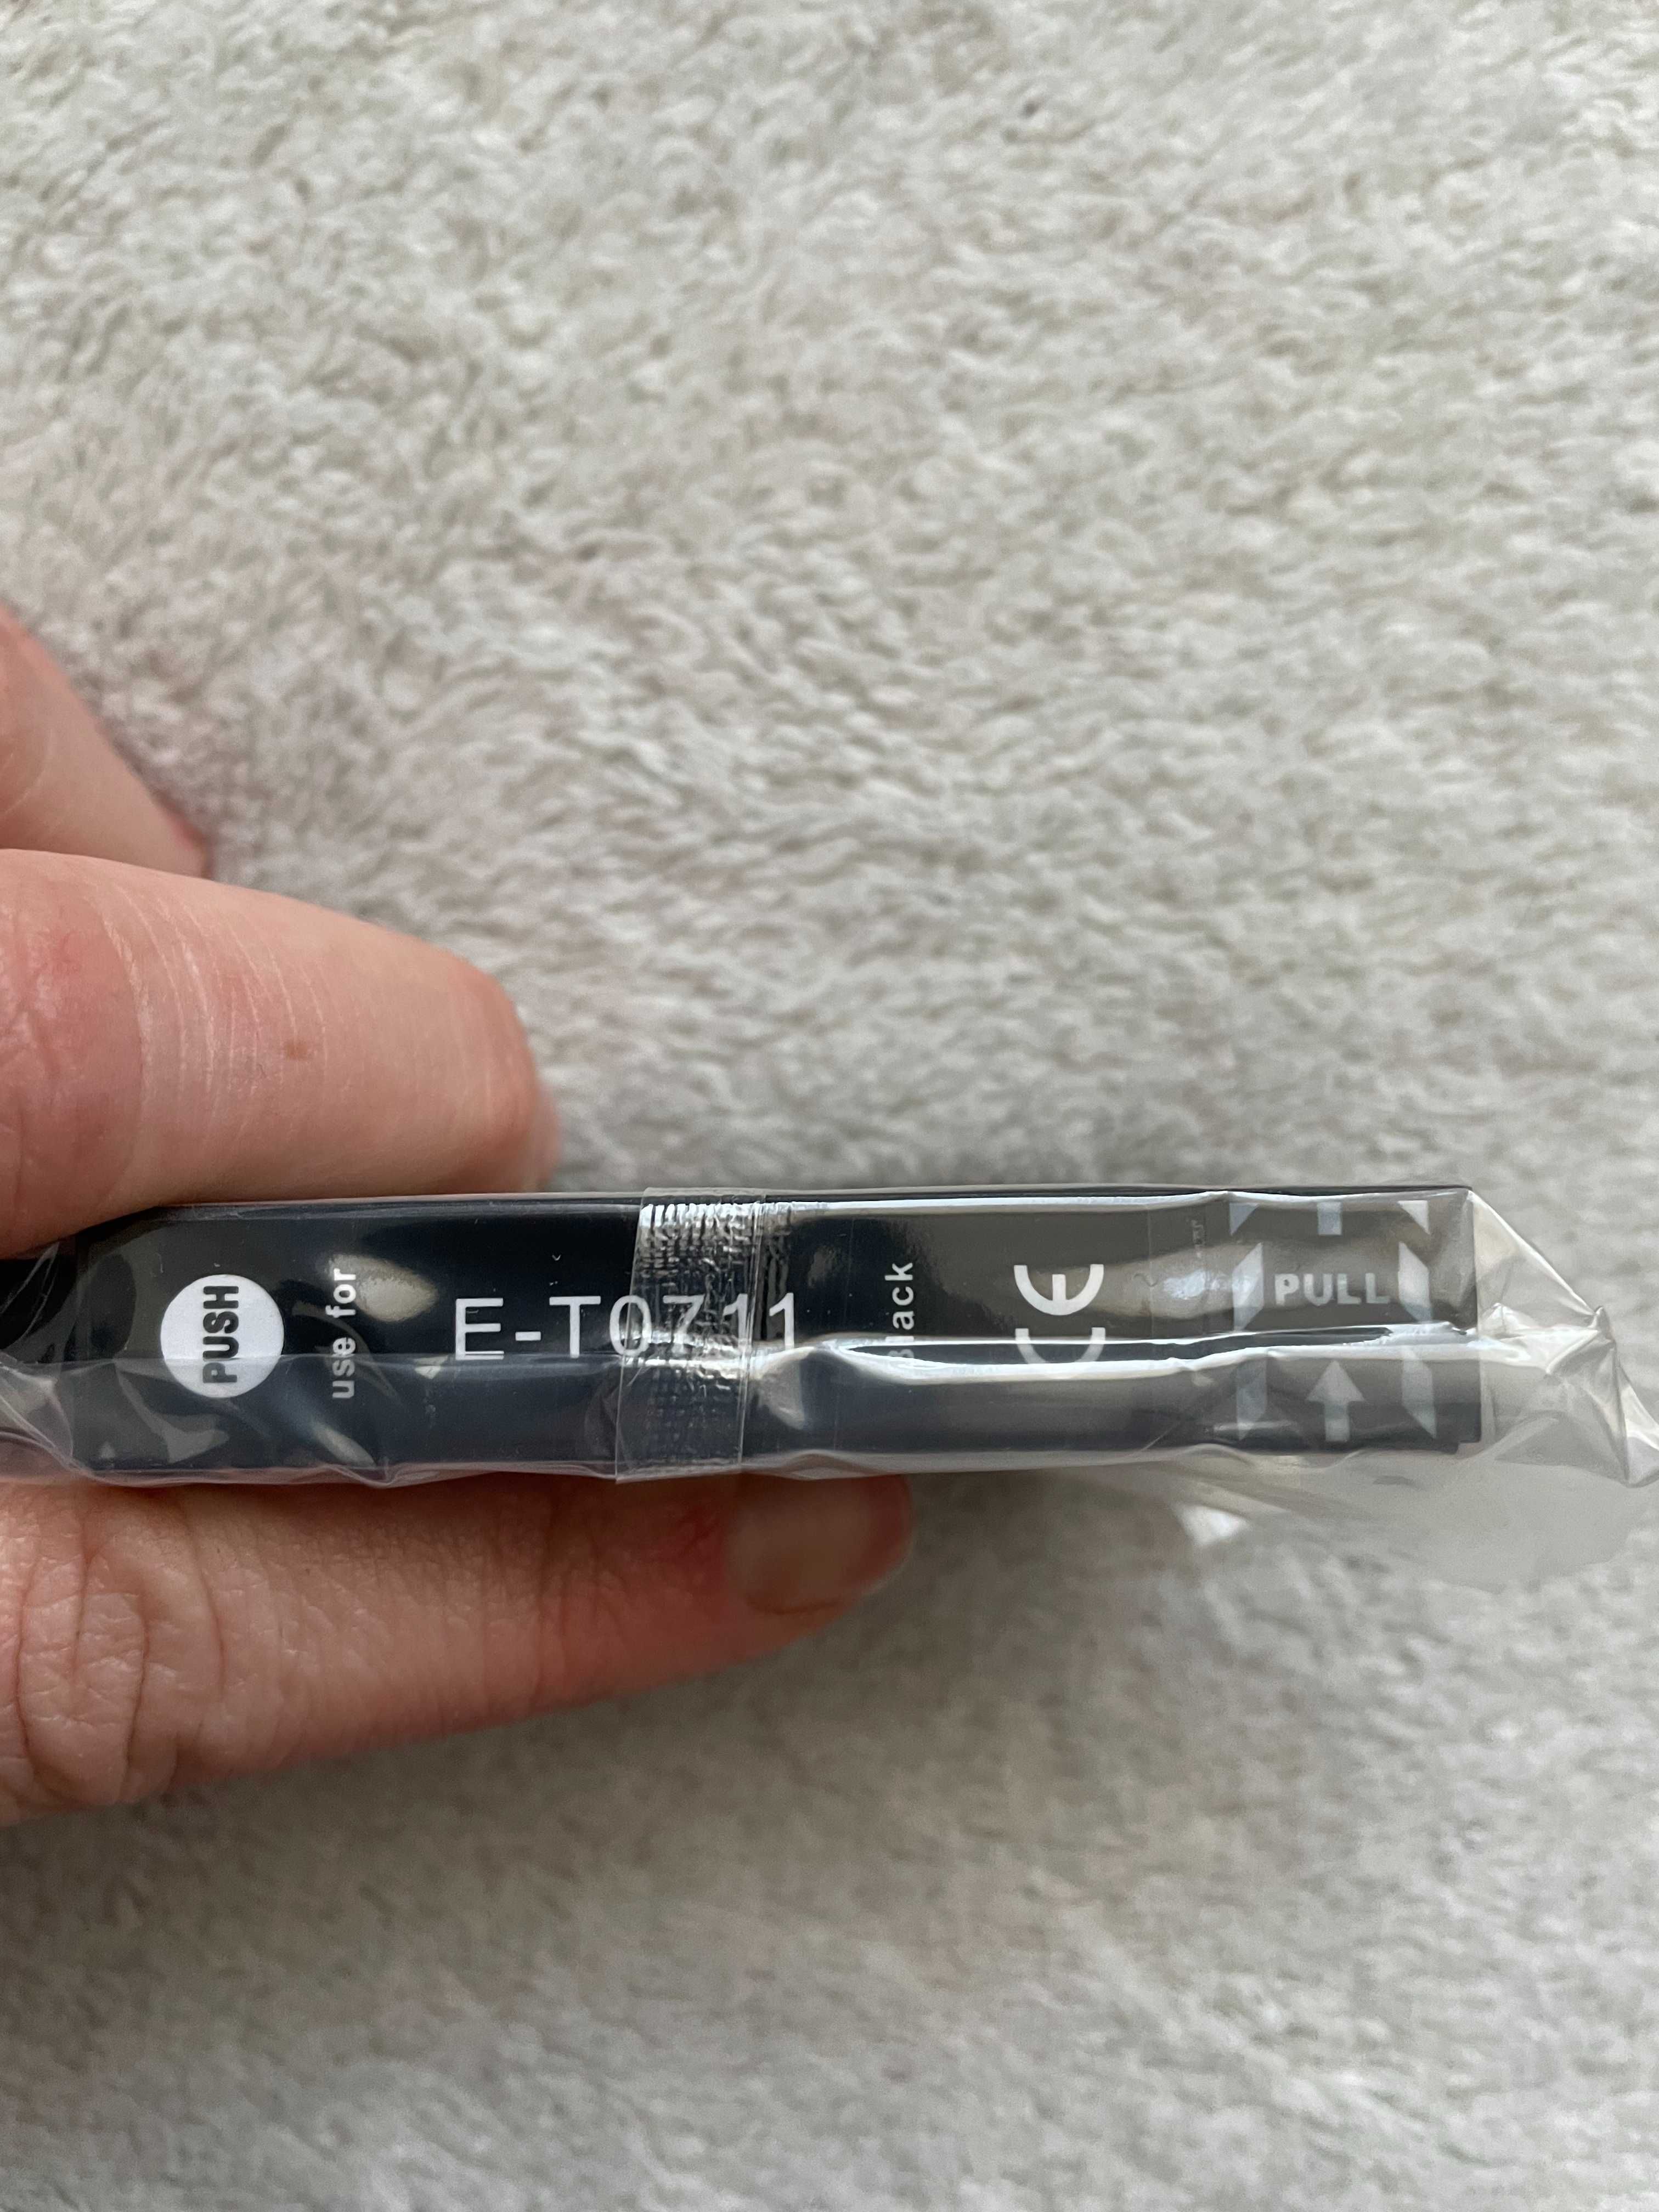 PUSH
use for
E-T0711
Black
CE
PULL